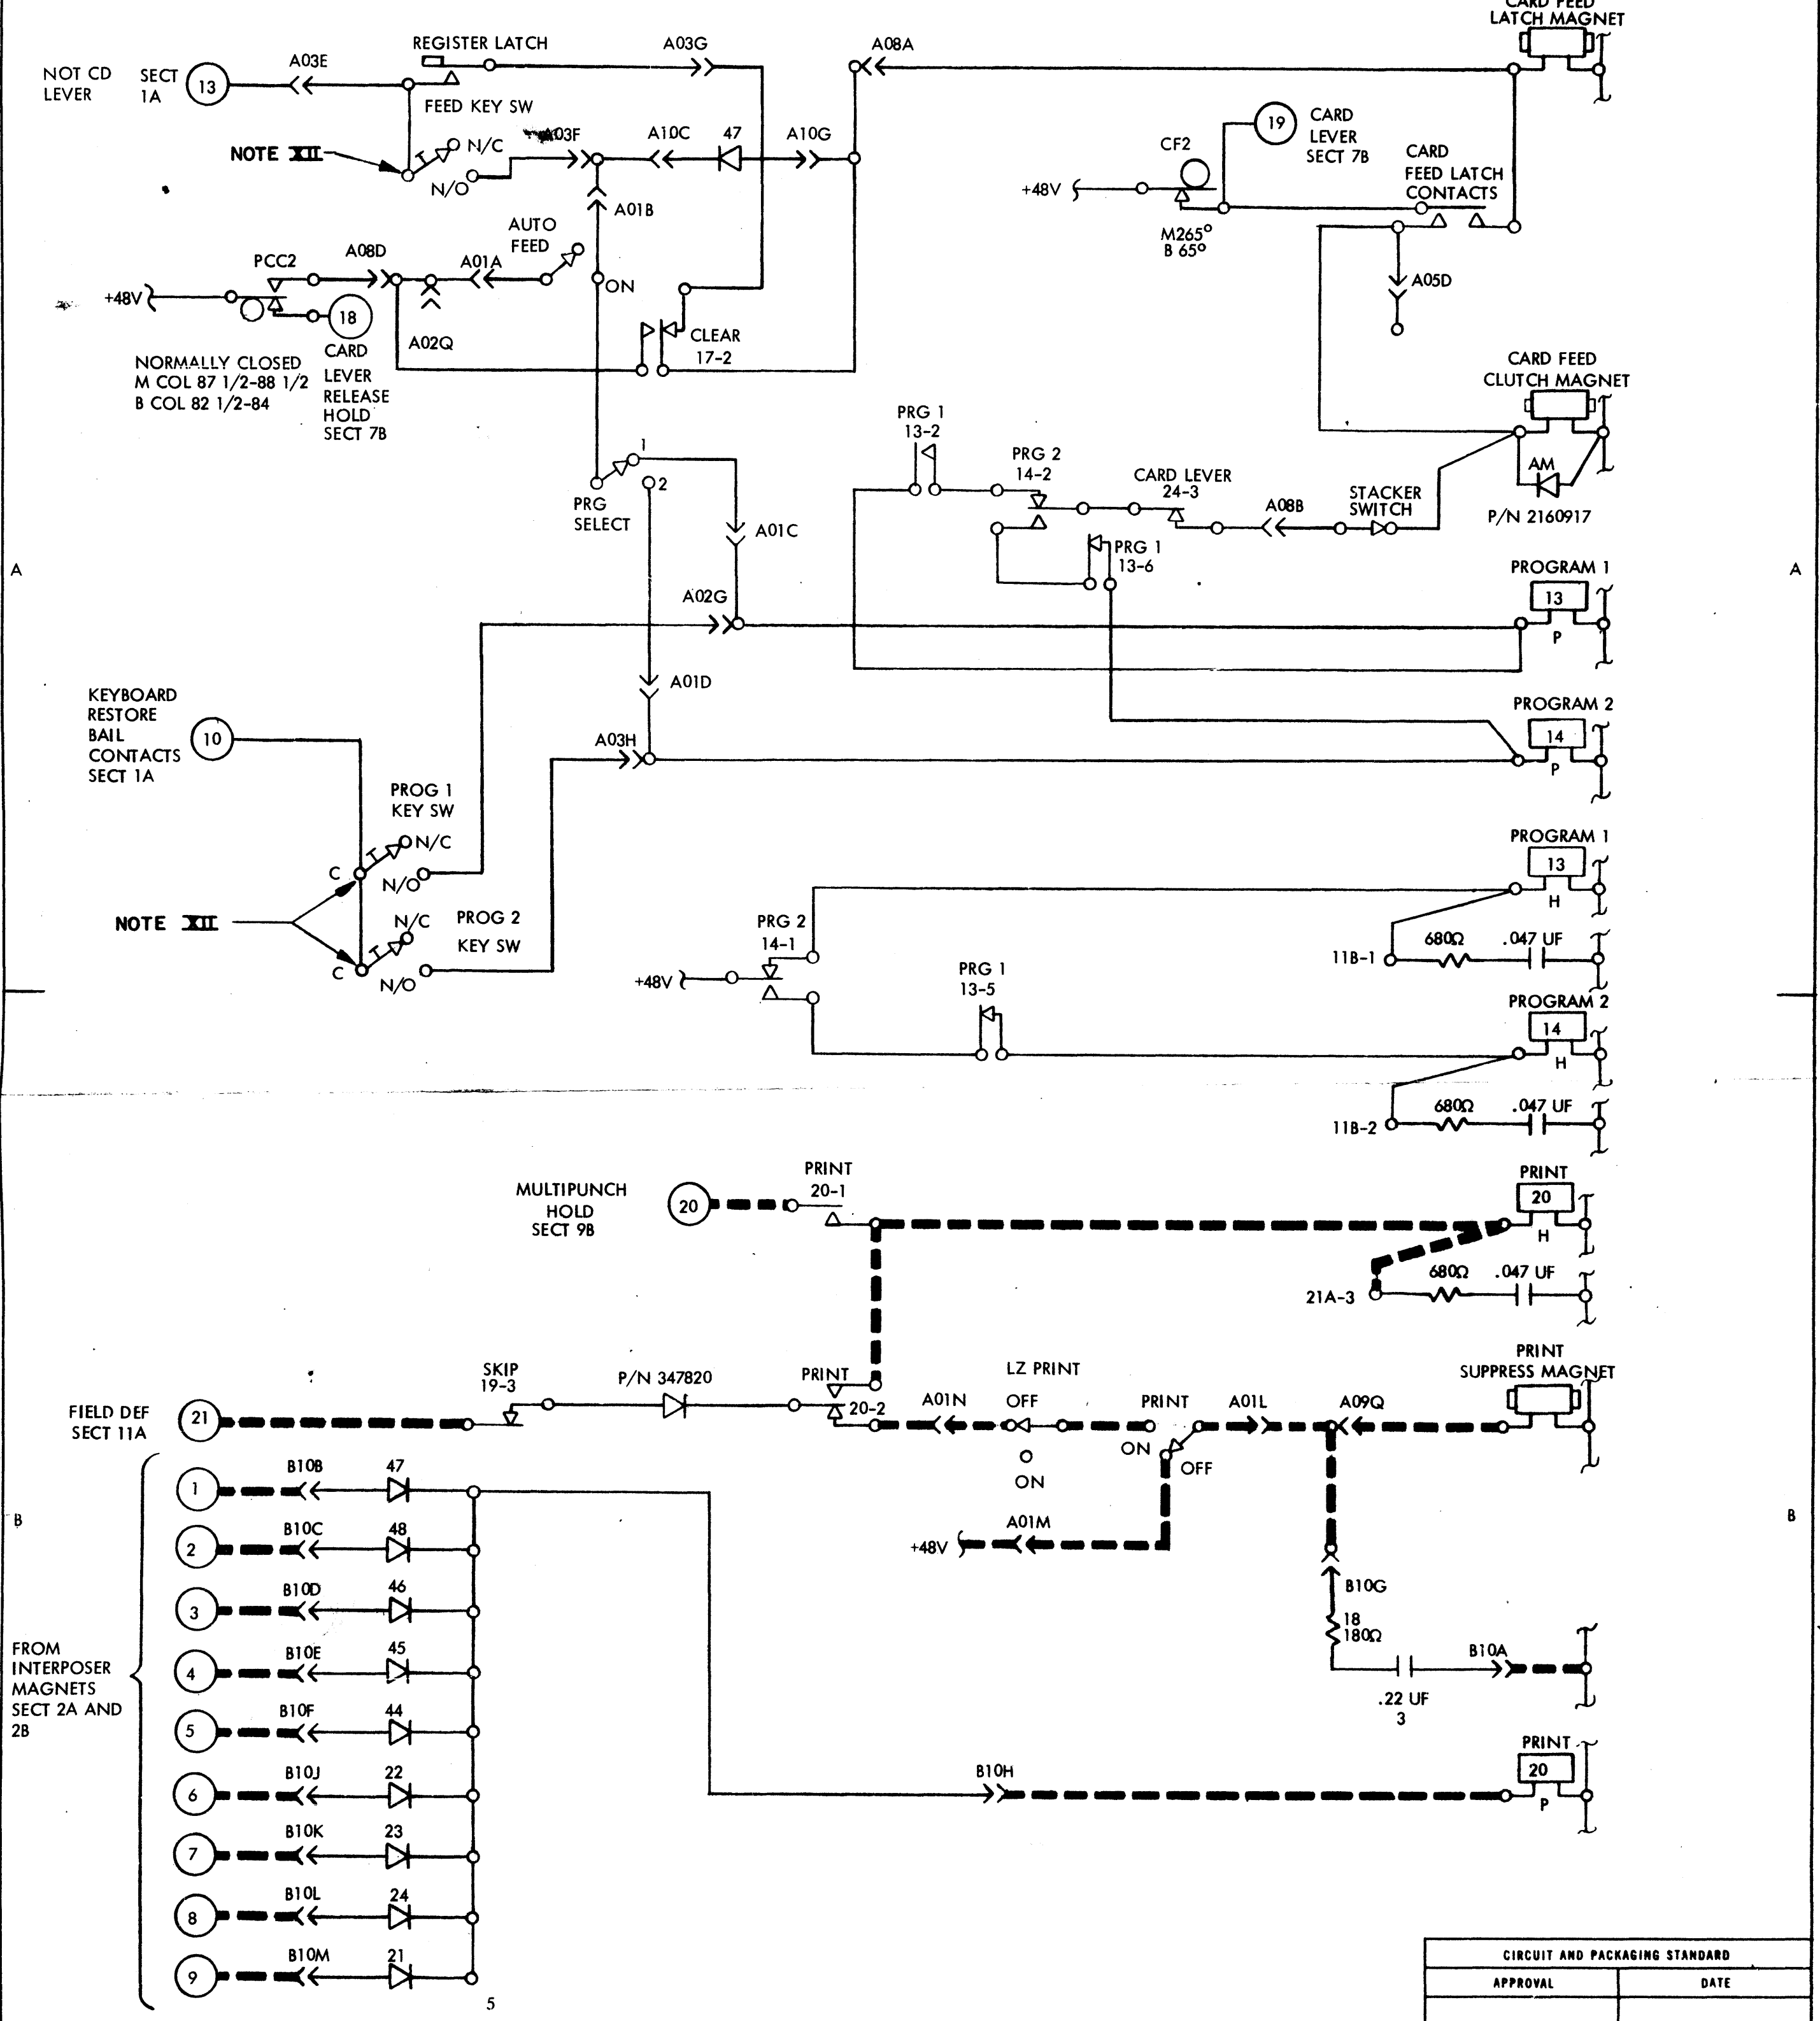 CARD FEED
LATCH MAGNET
NOT CD
LEVER
SECT
1A
13
A03E
REGISTER LATCH
A03G
A08A
FEED KEY SW
NOTE XII
N/C
N/O
A03F
A10C
47
A10G
A01B
CF2
19
CARD
LEVER
SECT 7B
+48V
CARD
FEED LATCH
CONTACTS
M265°
B 65°
A05D
AUTO
FEED
ON
PCC2
A08D
A01A
+48V
18
A02Q
CLEAR
17-2
NORMALLY CLOSED
M COL 87 1/2-88 1/2
B COL 82 1/2-84
CARD
LEVER
RELEASE
HOLD
SECT 7B
CARD FEED
CLUTCH MAGNET
AM
P/N 2160917
PRG 1
13-2
PRG 2
14-2
CARD LEVER
24-3
A08B
STACKER
SWITCH
1
2
PRG
SELECT
A01C
PRG 1
13-6
A
A
PROGRAM 1
13
P
A02G
A01D
PROGRAM 2
14
P
KEYBOARD
RESTORE
BAIL
CONTACTS
SECT 1A
10
A03H
PROG 1
KEY SW
N/C
C
N/O
NOTE XII
N/C
PROG 2
KEY SW
C
N/O
PROGRAM 1
13
H
PRG 2
14-1
+48V
11B-1
680Ω
.047 UF
PRG 1
13-5
PROGRAM 2
14
H
11B-2
680Ω
.047 UF
MULTIPUNCH
HOLD
SECT 9B
20
PRINT
20-1
PRINT
20
H
21A-3
680Ω
.047 UF
FIELD DEF
SECT 11A
21
SKIP
19-3
P/N 347820
PRINT
20-2
A01N
LZ PRINT
OFF
ON
PRINT
ON
OFF
A01L
A09Q
PRINT
SUPPRESS MAGNET
+48V
A01M
B10G
18
180Ω
.22 UF
3
B10A
B
B
FROM
INTERPOSER
MAGNETS
SECT 2A AND
2B
1
B10B
47
2
B10C
48
3
B10D
46
4
B10E
45
5
B10F
44
6
B10J
22
7
B10K
23
8
B10L
24
9
B10M
21
5
B10H
PRINT
20
P
CIRCUIT AND PACKAGING STANDARD
APPROVAL
DATE